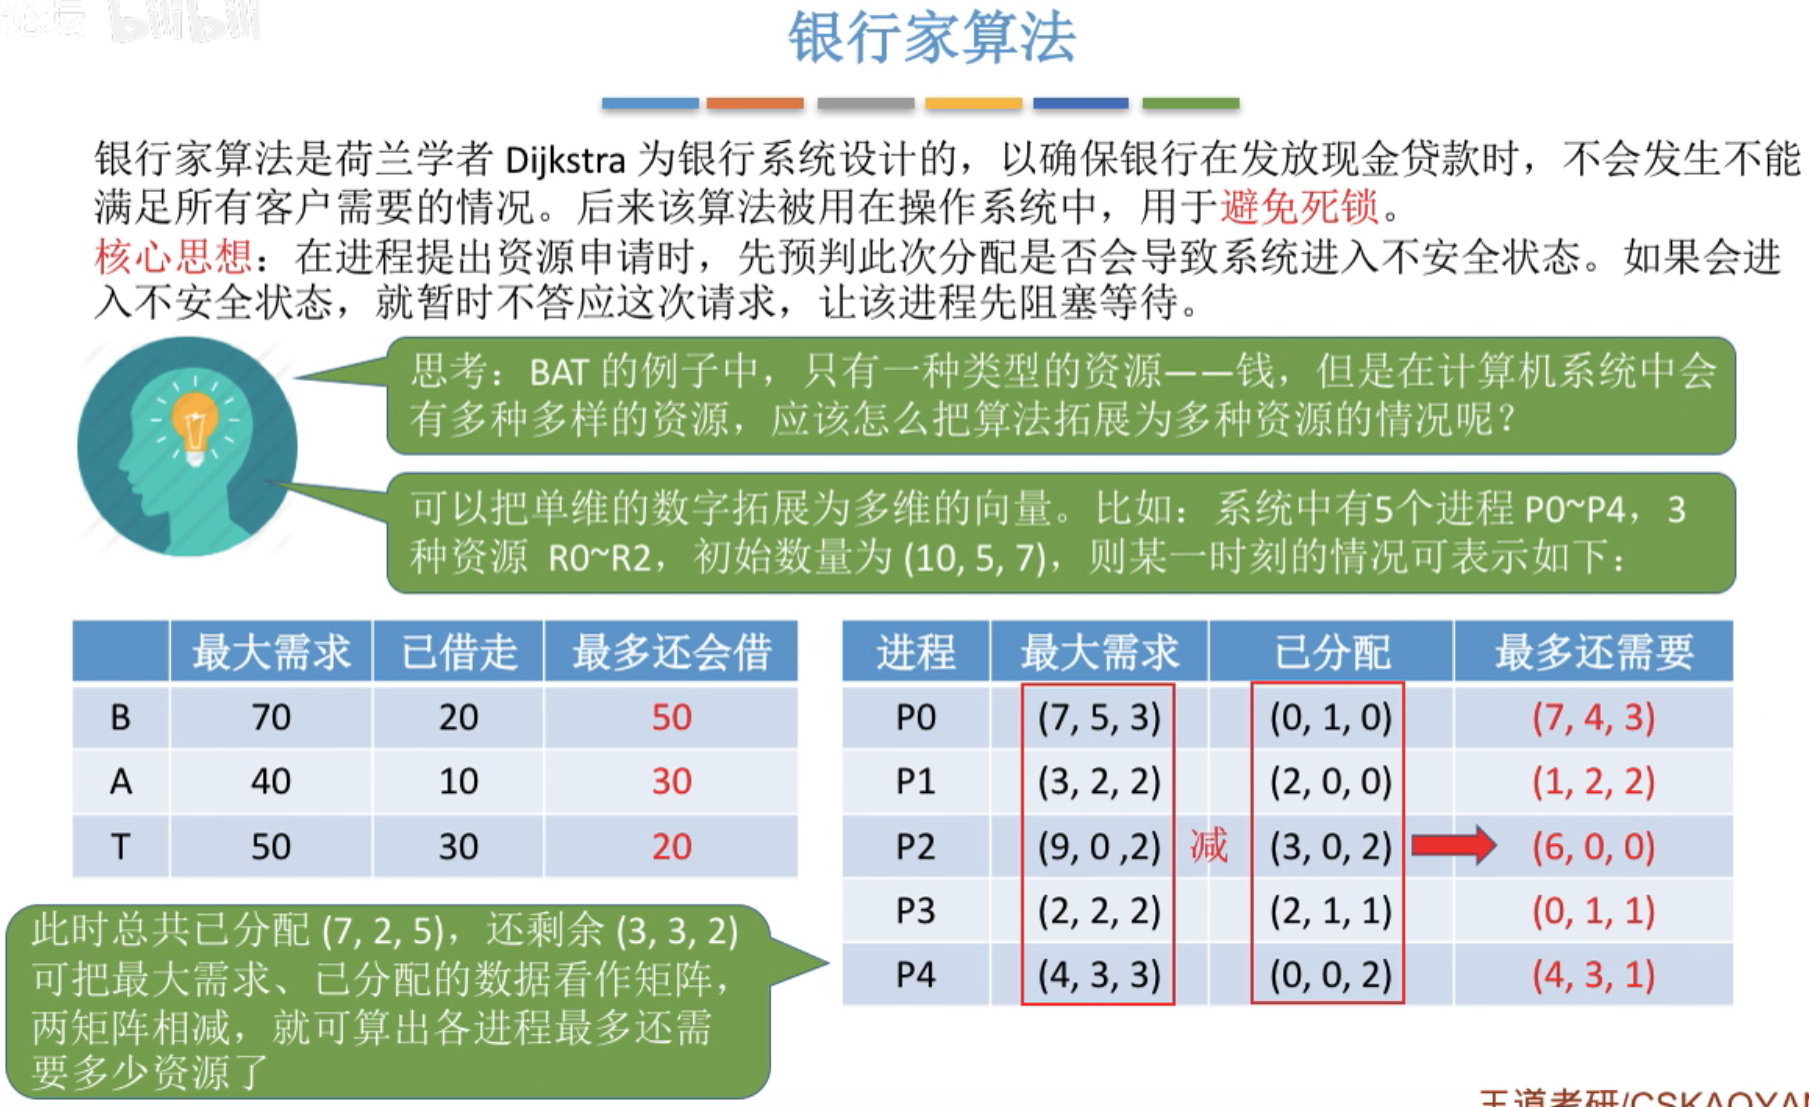 论坛 bilibili
银行家算法
银行家算法是荷兰学者 Dijkstra 为银行系统设计的，以确保银行在发放现金贷款时，不会发生不能
满足所有客户需要的情况。后来该算法被用在操作系统中，用于避免死锁。
核心思想：在进程提出资源申请时，先预判此次分配是否会导致系统进入不安全状态。如果会进
入不安全状态，就暂时不答应这次请求，让该进程先阻塞等待。
思考：BAT 的例子中，只有一种类型的资源——钱，但是在计算机系统中会
有多种多样的资源，应该怎么把算法拓展为多种资源的情况呢？
可以把单维的数字拓展为多维的向量。比如：系统中有5个进程 P0~P4，3
种资源 R0~R2，初始数量为 (10, 5, 7)，则某一时刻的情况可表示如下：
最大需求 已借走 最多还会借
B 70 20 50
A 40 10 30
T 50 30 20
进程 最大需求 已分配 最多还需要
P0 (7, 5, 3) (0, 1, 0) (7, 4, 3)
P1 (3, 2, 2) (2, 0, 0) (1, 2, 2)
P2 (9, 0 ,2) 减 (3, 0, 2) (6, 0, 0)
P3 (2, 2, 2) (2, 1, 1) (0, 1, 1)
P4 (4, 3, 3) (0, 0, 2) (4, 3, 1)
此时总共已分配 (7, 2, 5)，还剩余 (3, 3, 2)
可把最大需求、已分配的数据看作矩阵，
两矩阵相减，就可算出各进程最多还需
要多少资源了
王道考研/CSKAOYAN